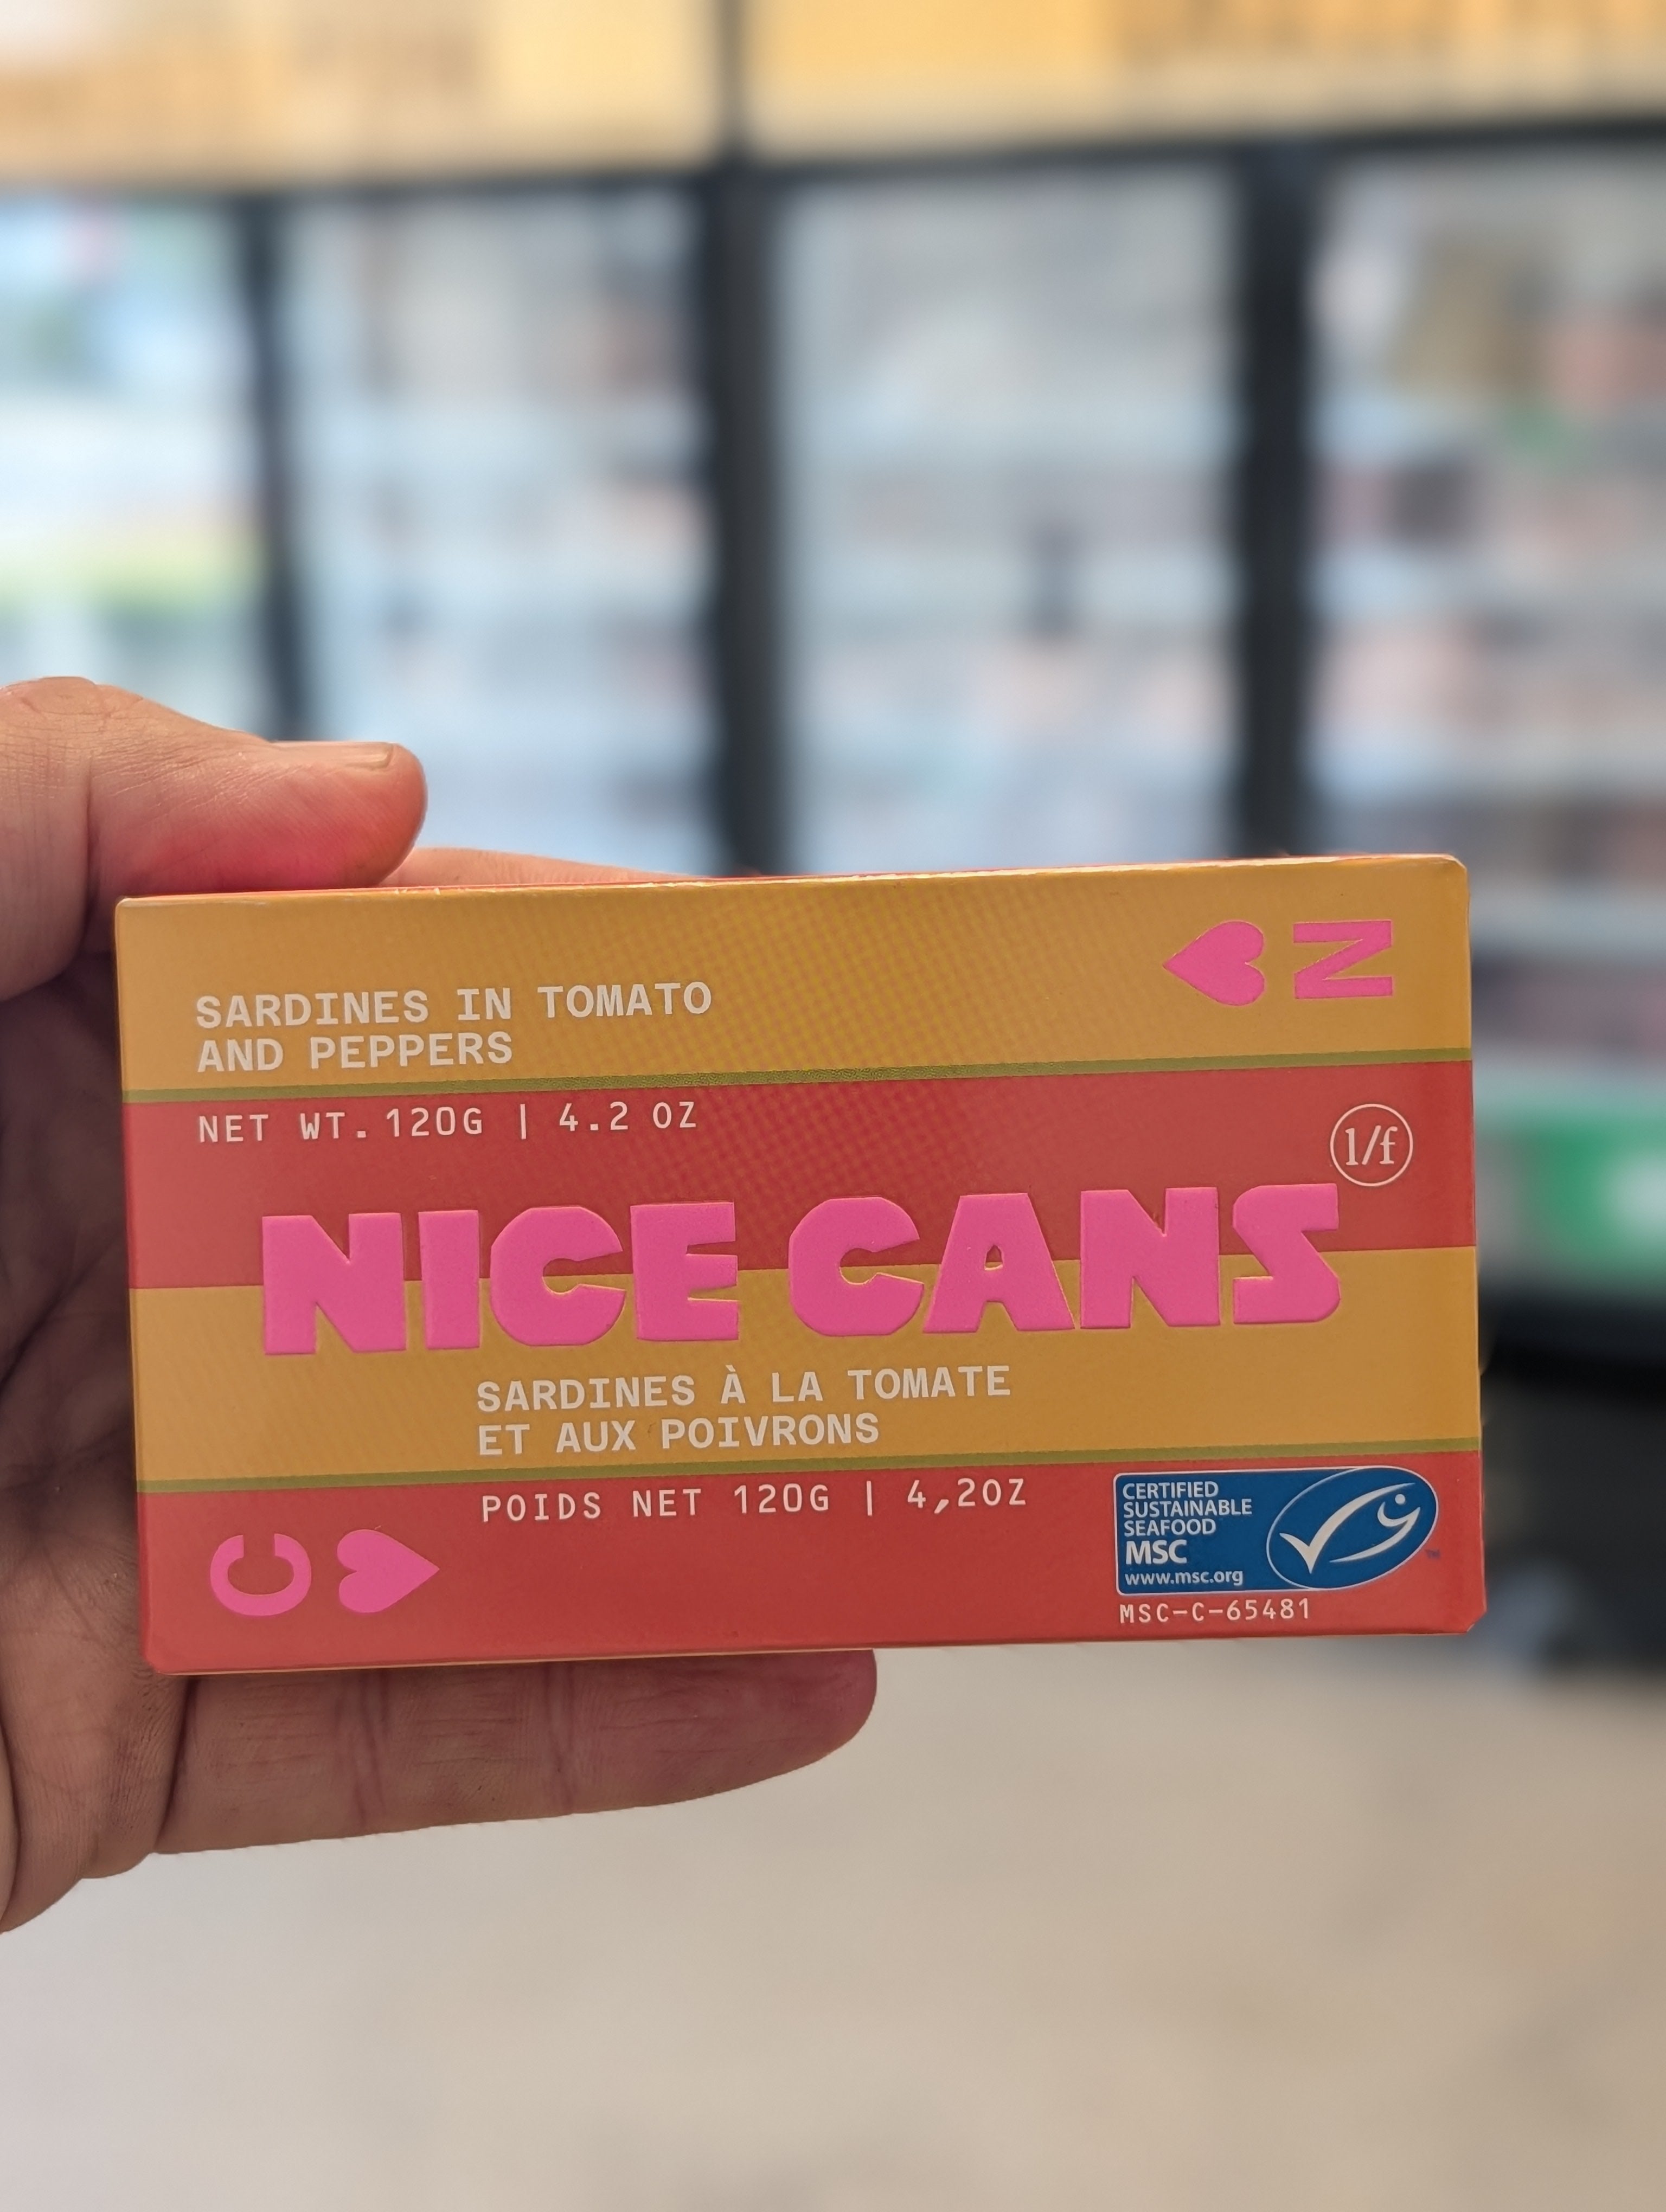 SARDINES IN TOMATO
AND PEPPERS
N
NET WT. 120G | 4.2 OZ
1/f
NICE CANS
SARDINES À LA TOMATE
ET AUX POIVRONS
POIDS NET 120G | 4,2OZ
C
CERTIFIED
SUSTAINABLE
SEAFOOD
MSC
www.msc.org
TM
MSC-C-65481